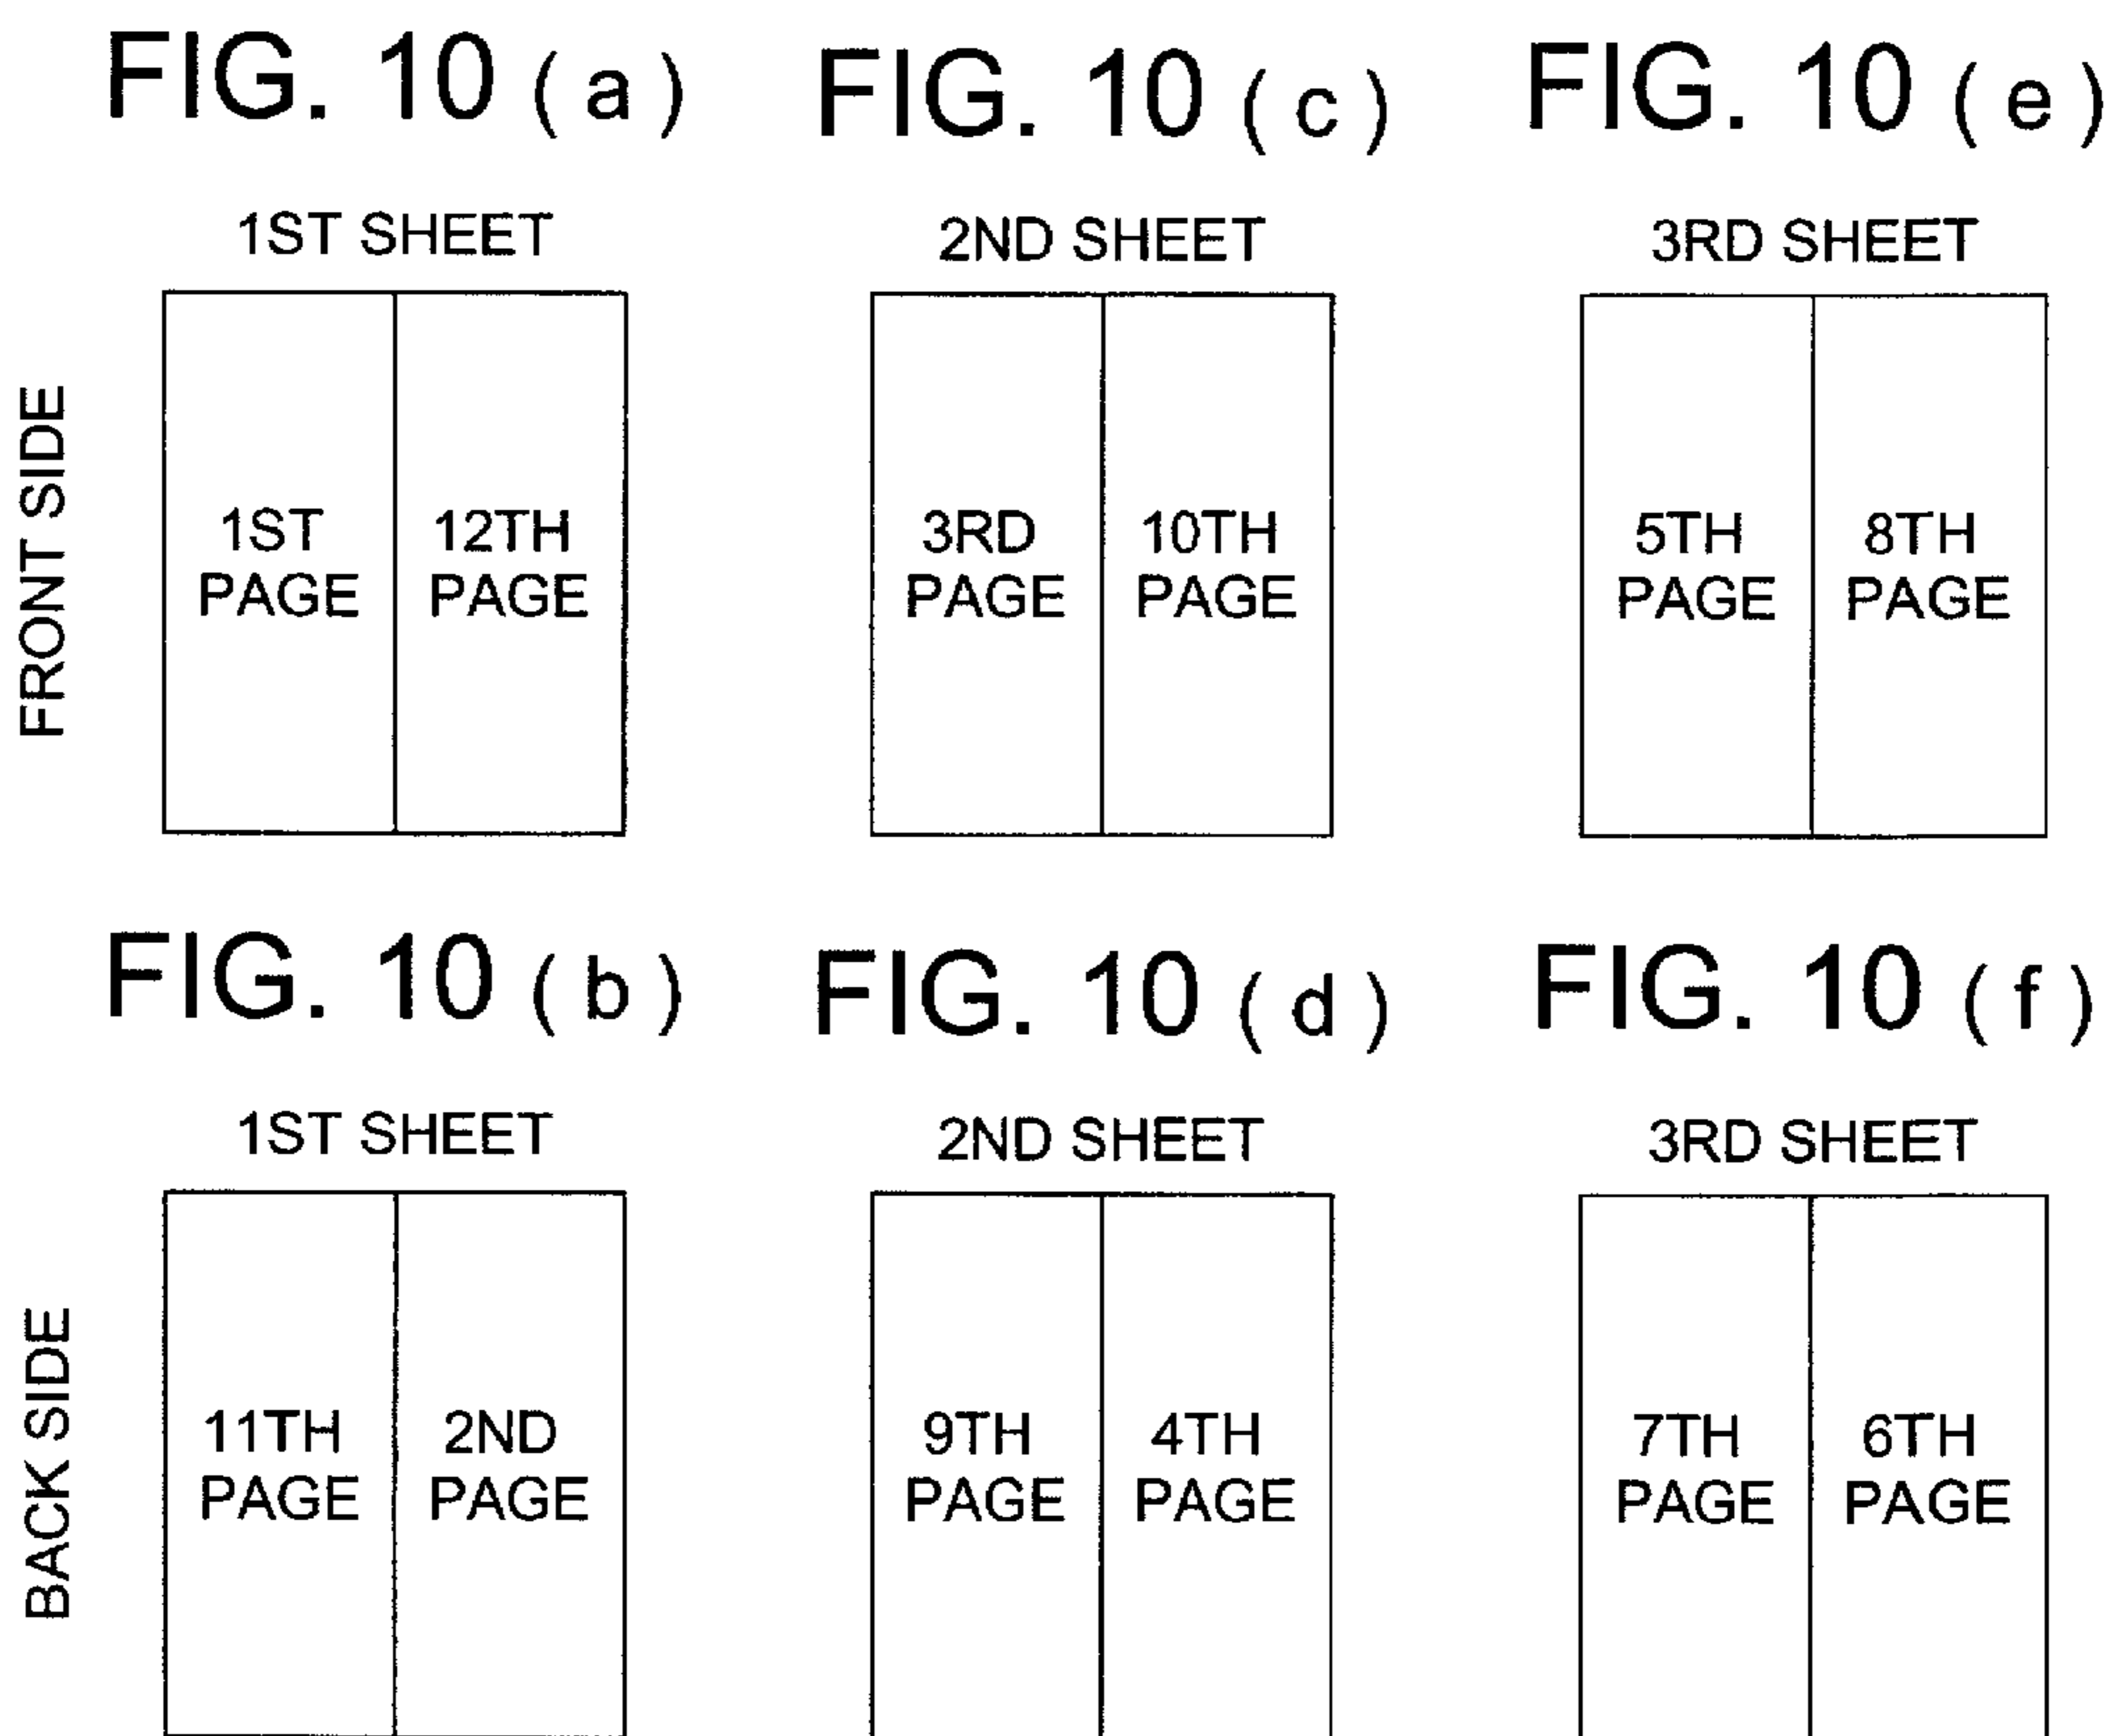 FIG. 10 (a)
FIG. 10 (c)
FIG. 10 (e)
1ST SHEET
2ND SHEET
3RD SHEET
FRONT SIDE
1ST
PAGE
12TH
PAGE
3RD
PAGE
10TH
PAGE
5TH
PAGE
8TH
PAGE
FIG. 10 (b)
FIG. 10 (d)
FIG. 10 (f)
1ST SHEET
2ND SHEET
3RD SHEET
BACK SIDE
11TH
PAGE
2ND
PAGE
9TH
PAGE
4TH
PAGE
7TH
PAGE
6TH
PAGE